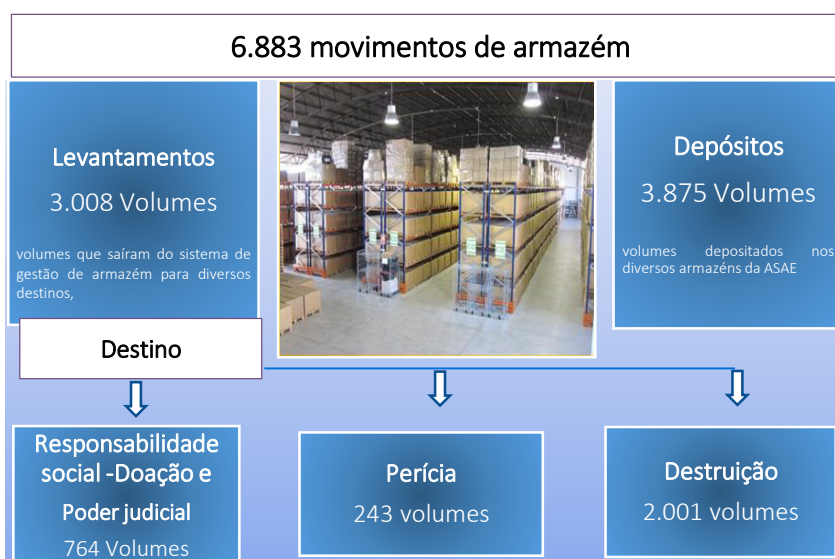 6.883 movimentos de armazém
Levantamentos
3.008 Volumes
volumes que saíram do sistema de
gestão de armazém para diversos
destinos,
Depósitos
3.875 Volumes
volumes depositados nos
diversos armazéns da ASAE
Destino
Responsabilidade
social -Doação e
Poder judicial
764 Volumes
Perícia
243 volumes
Destruição
2.001 volumes